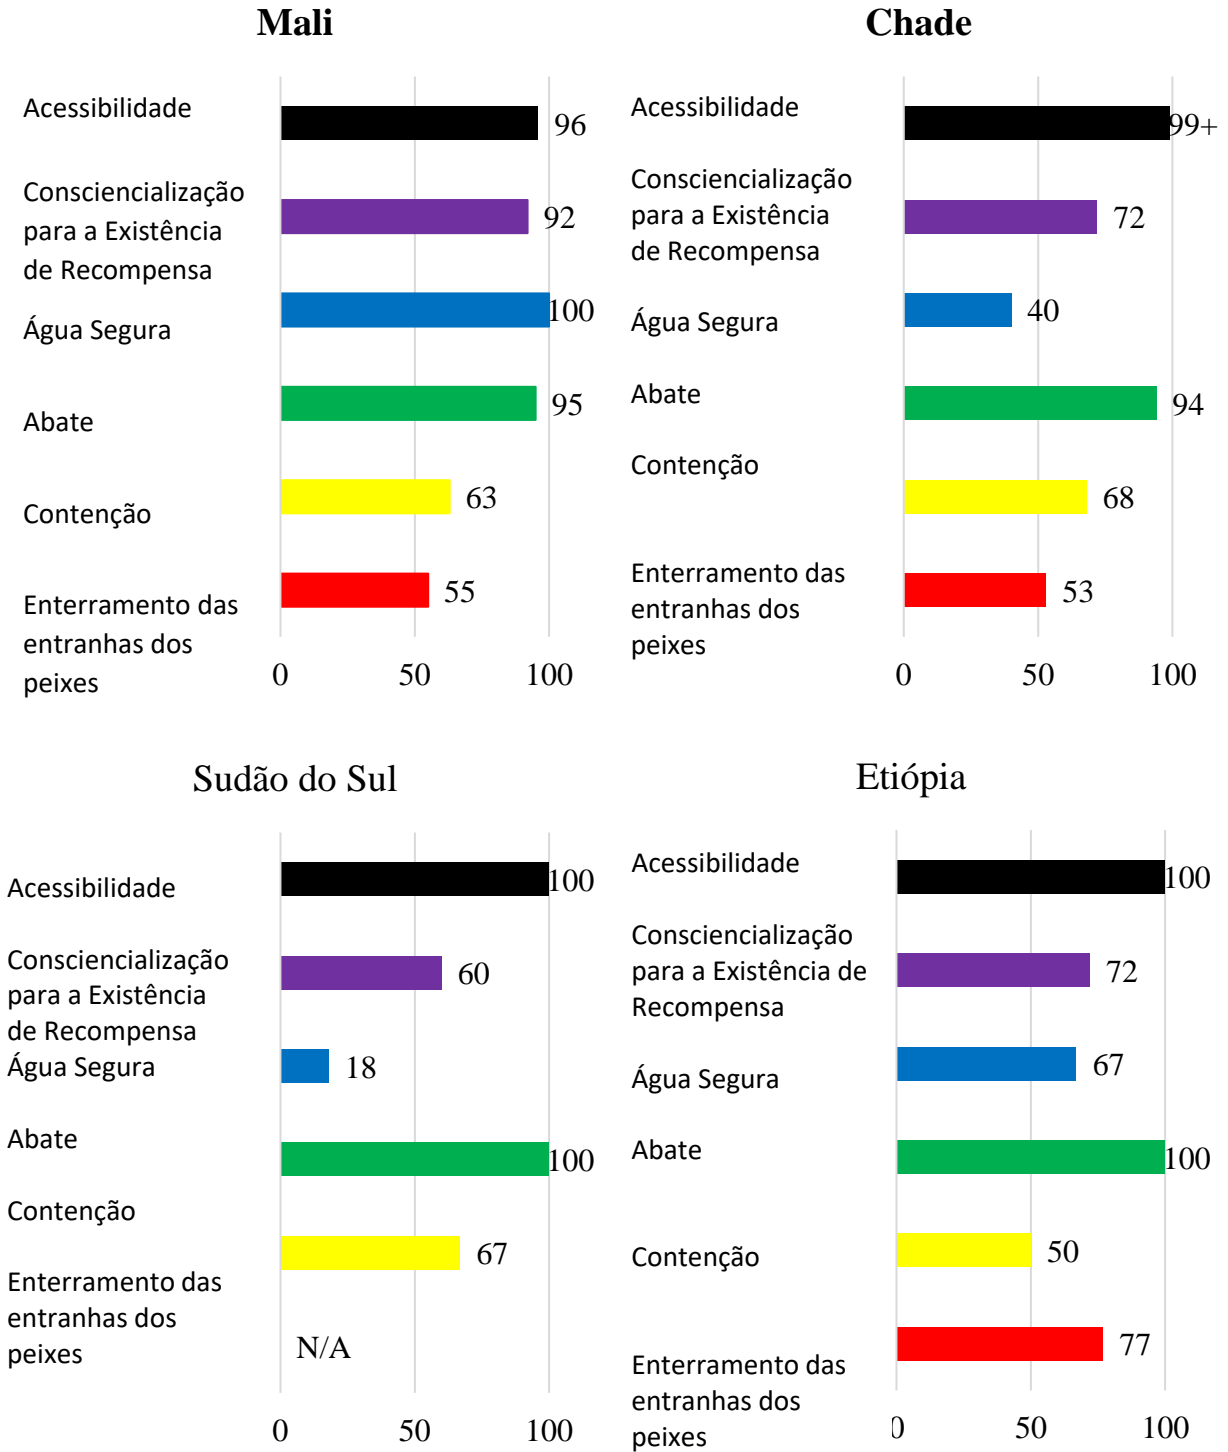 Mali
Acessibilidade
96
Consciencialização
para a Existência
de Recompensa
92
Água Segura
100
Abate
95
Contenção
63
Enterramento das
entranhas dos
peixes
55
0 50 100
Chade
Acessibilidade
99+
Consciencialização
para a Existência
de Recompensa
72
Água Segura
40
Abate
94
Contenção
68
Enterramento das
entranhas dos
peixes
53
0 50 100
Sudão do Sul
Acessibilidade
100
Consciencialização
para a Existência
de Recompensa
60
Água Segura
18
Abate
100
Contenção
67
Enterramento das
entranhas dos
peixes
N/A
0 50 100
Etiópia
Acessibilidade
100
Consciencialização
para a Existência de
Recompensa
72
Água Segura
67
Abate
100
Contenção
50
Enterramento das
entranhas dos
peixes
77
0 50 100